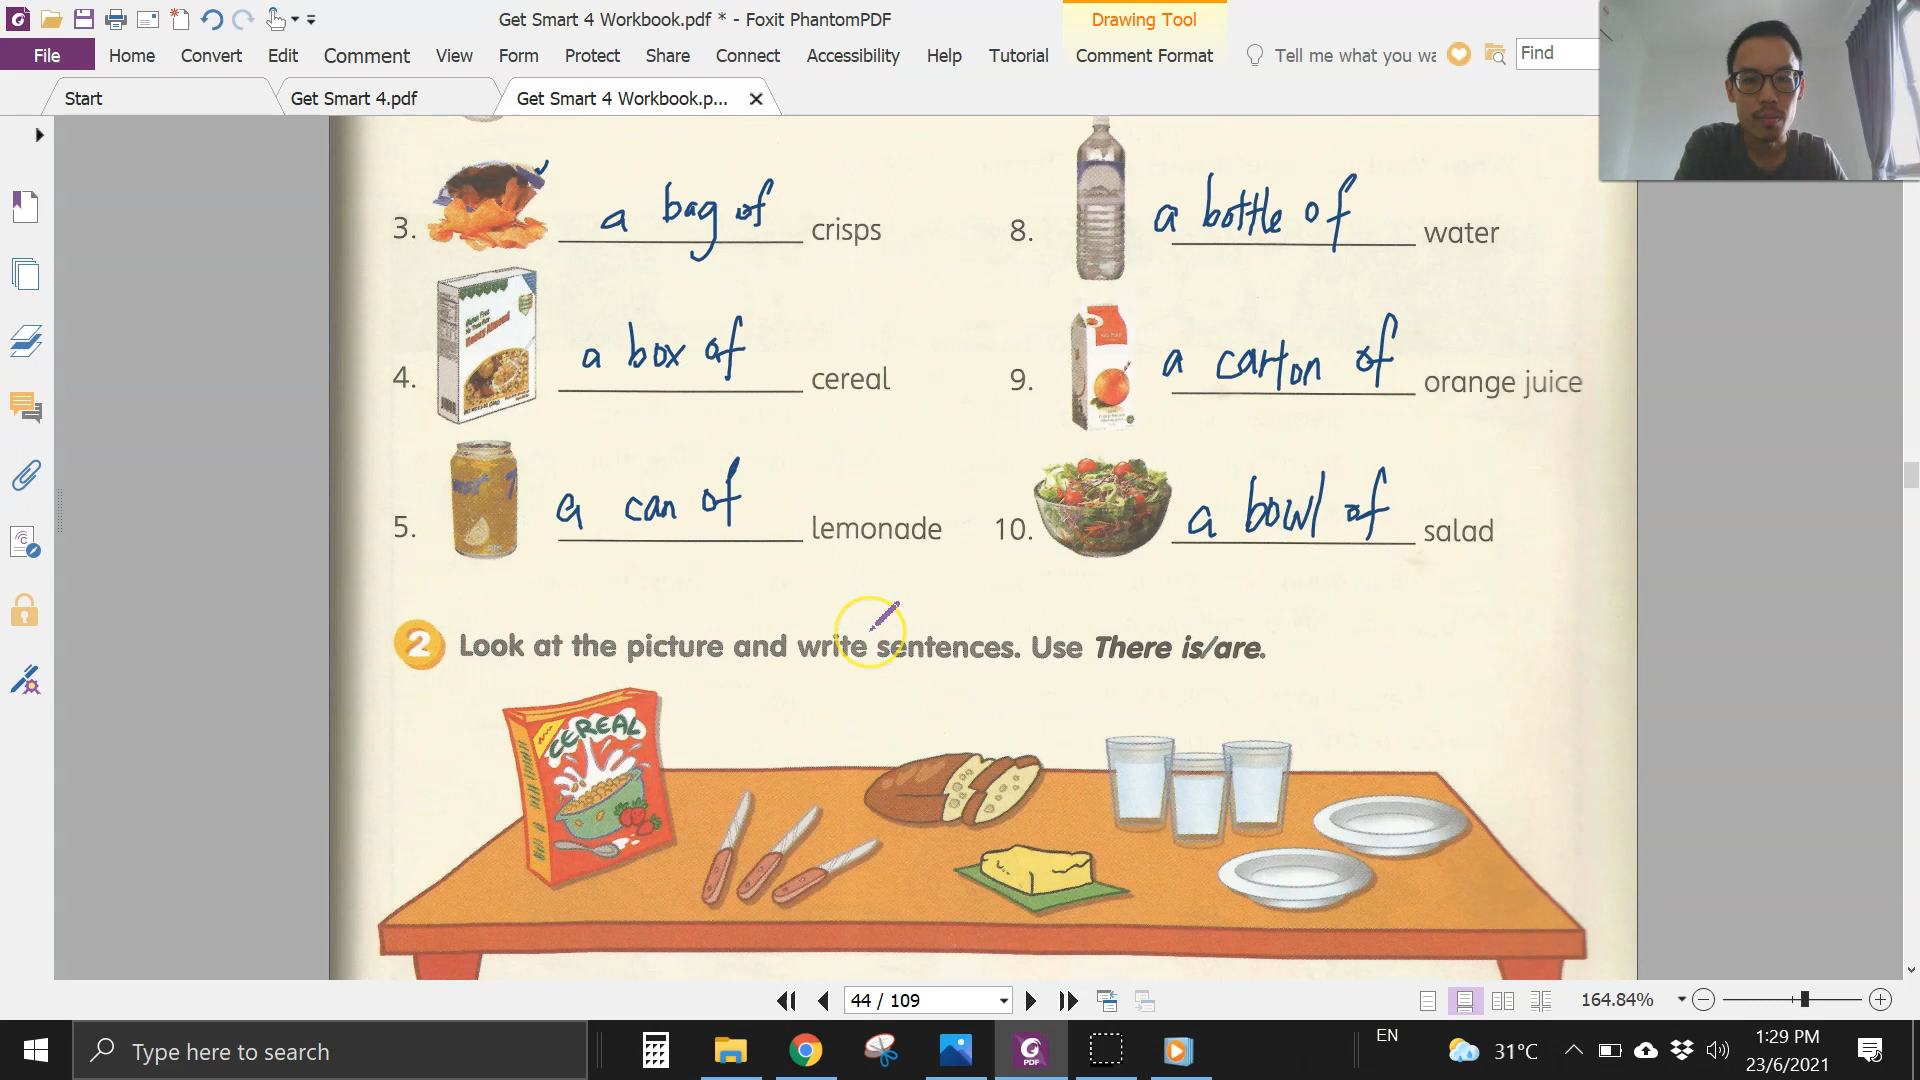 Get Smart 4 Workbook.pdf * - Foxit PhantomPDF
Drawing Tool
File Home Convert Edit Comment View Form Protect Share Connect Accessibility Help Tutorial Comment Format Tell me what you wa Find
Start Get Smart 4.pdf Get Smart 4 Workbook.p...
3. a bag of crisps
8. a bottle of water
4. a box of cereal
9. a carton of orange juice
5. a can of lemonade
10. a bowl of salad
2 Look at the picture and write sentences. Use There is/are.
CEREAL
44 / 109
164.84%
Type here to search
PDF
EN
31°C
1:29 PM
23/6/2021